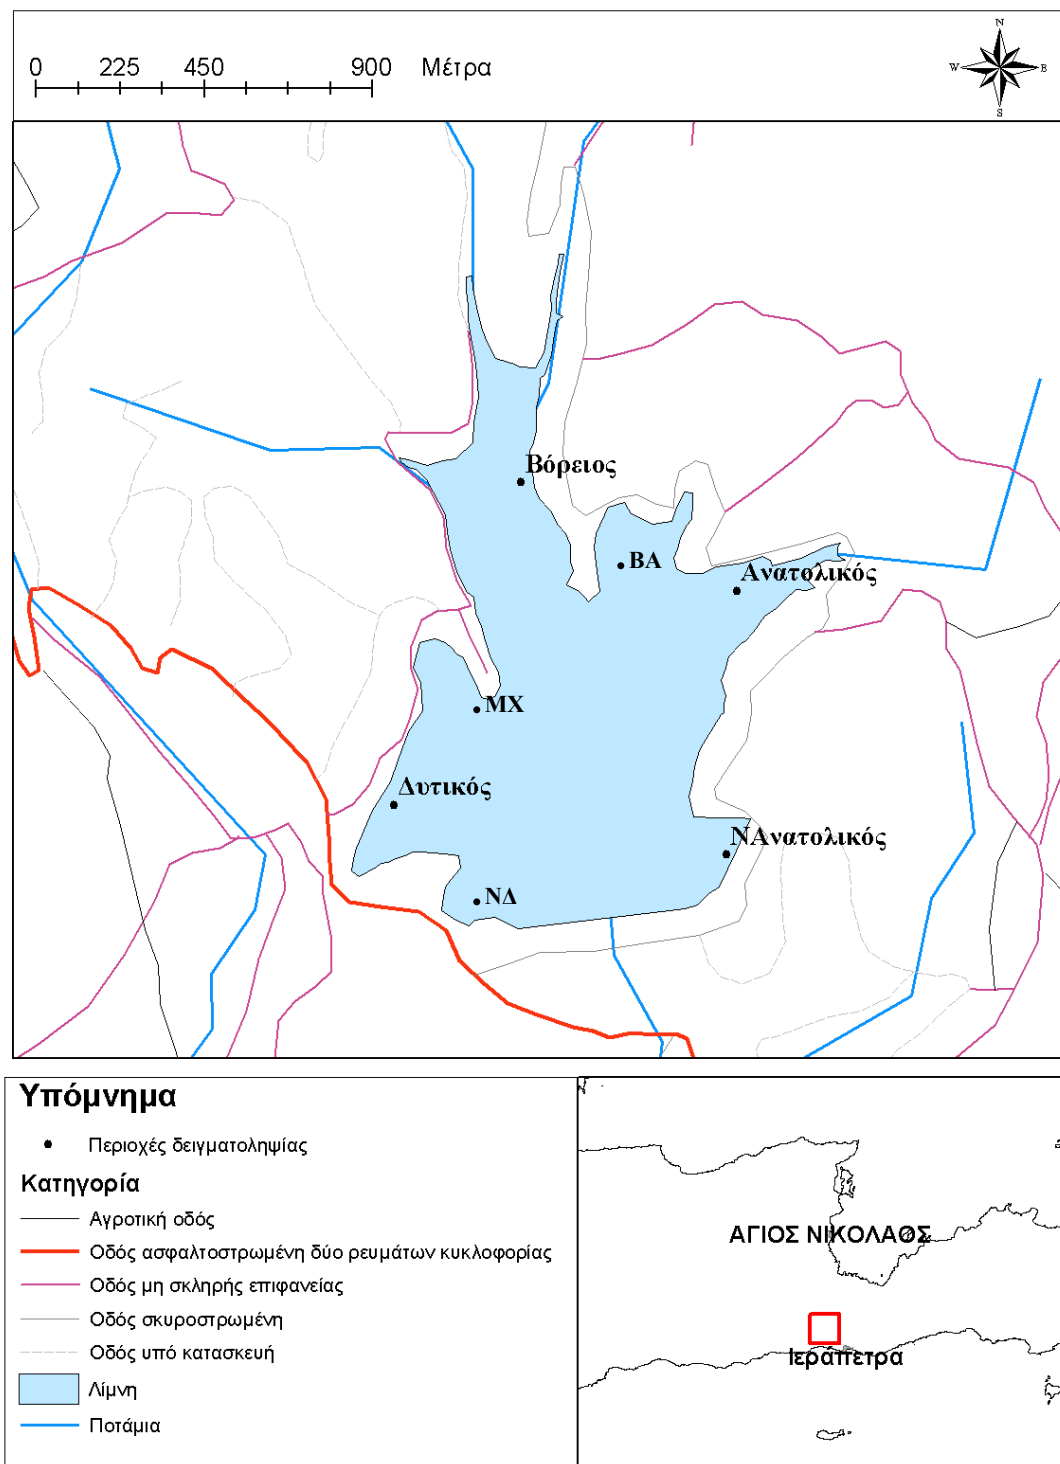 0 225 450 900 Μέτρα
N
W E
S
Βόρειος
ΒΑ
Ανατολικός
ΜΧ
Δυτικός
ΝΑνατολικός
ΝΔ
Υπόμνημα
Περιοχές δειγματοληψίας
Κατηγορία
Αγροτική οδός
Οδός ασφαλτοστρωμένη δύο ρευμάτων κυκλοφορίας
Οδός μη σκληρής επιφανείας
Οδός σκυροστρωμένη
Οδός υπό κατασκευή
Λίμνη
Ποτάμια
ΑΓΙΟΣ ΝΙΚΟΛΑΟΣ
Ιεράπετρα